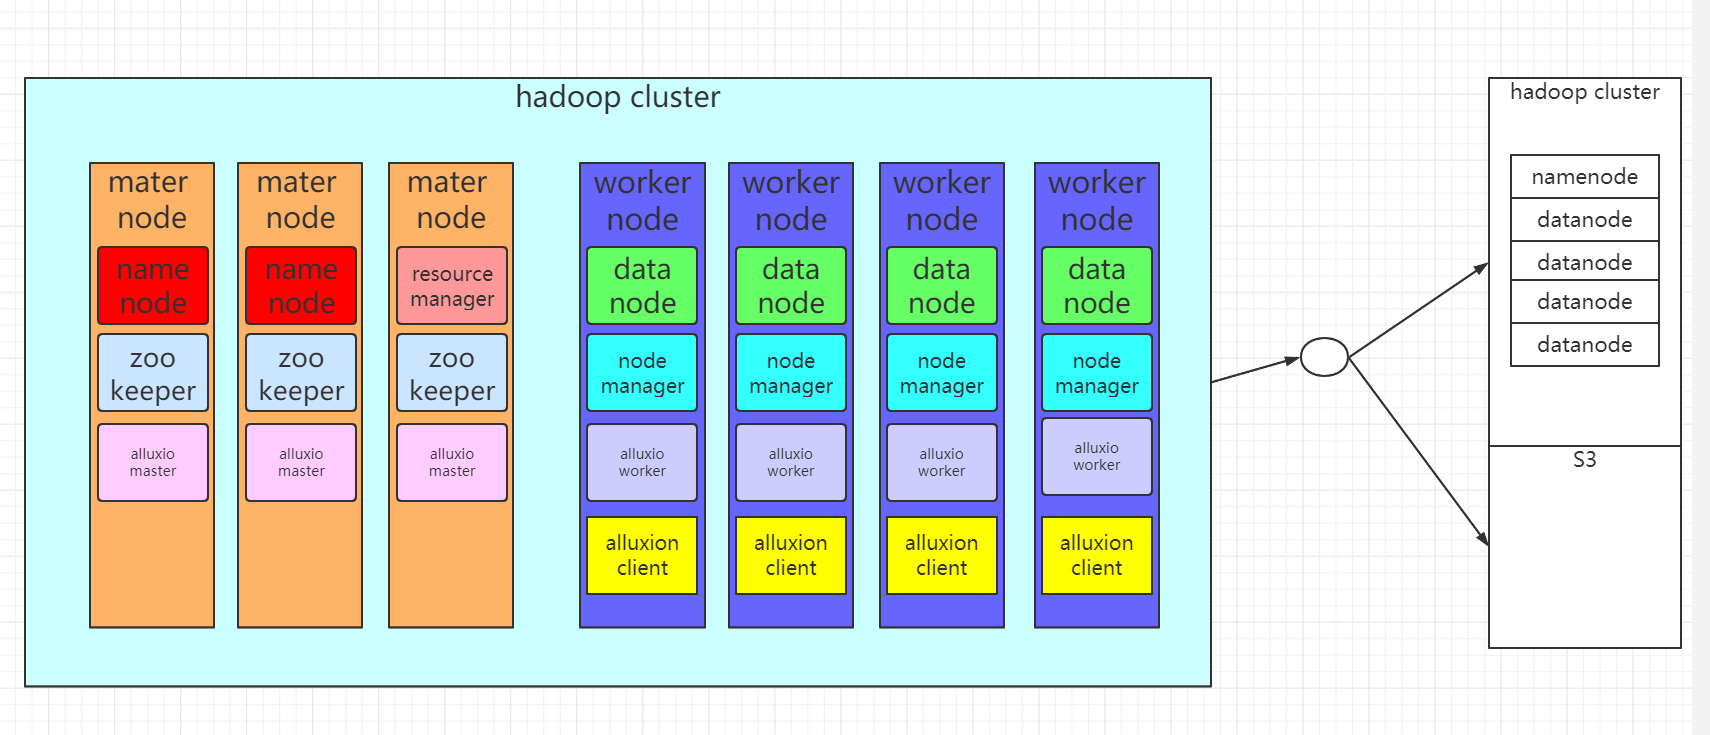 hadoop cluster
mater
node
name
node
zoo
keeper
alluxio
master
mater
node
name
node
zoo
keeper
alluxio
master
mater
node
resource
manager
zoo
keeper
alluxio
master
worker
node
data
node
node
manager
alluxio
worker
alluxion
client
worker
node
data
node
node
manager
alluxio
worker
alluxion
client
worker
node
data
node
node
manager
alluxio
worker
alluxion
client
worker
node
data
node
node
manager
alluxio
worker
alluxion
client
hadoop cluster
namenode
datanode
datanode
datanode
datanode
S3